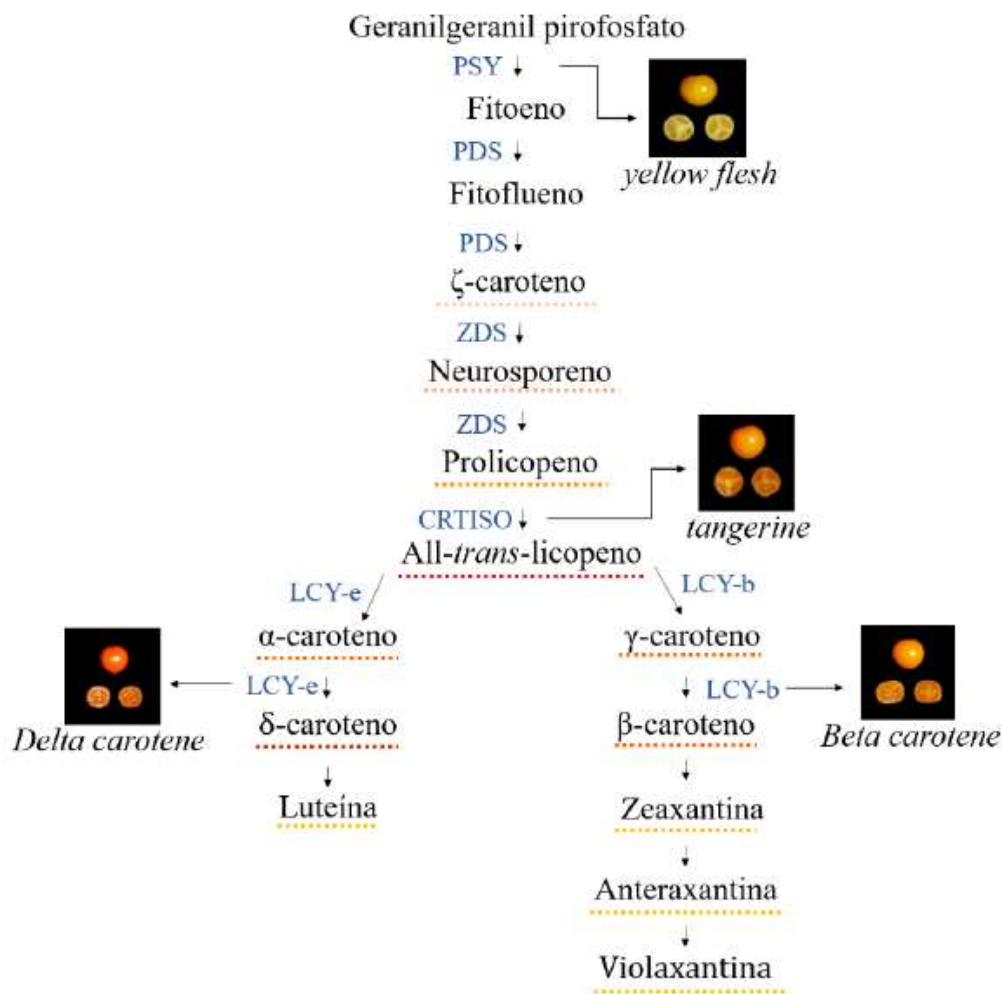 Geranilgeranil pirofosfato
PSY
Fitoeno
yellow flesh
PDS
Fitoflueno
PDS
ζ-caroteno
ZDS
Neurosporeno
ZDS
Prolicopeno
CRTISO
tangerine
All-trans-licopeno
LCY-e
LCY-b
α-caroteno
γ-caroteno
LCY-e
LCY-b
Delta carotene
δ-caroteno
β-caroteno
Beta carotene
Luteína
Zeaxantina
Anteraxantina
Violaxantina